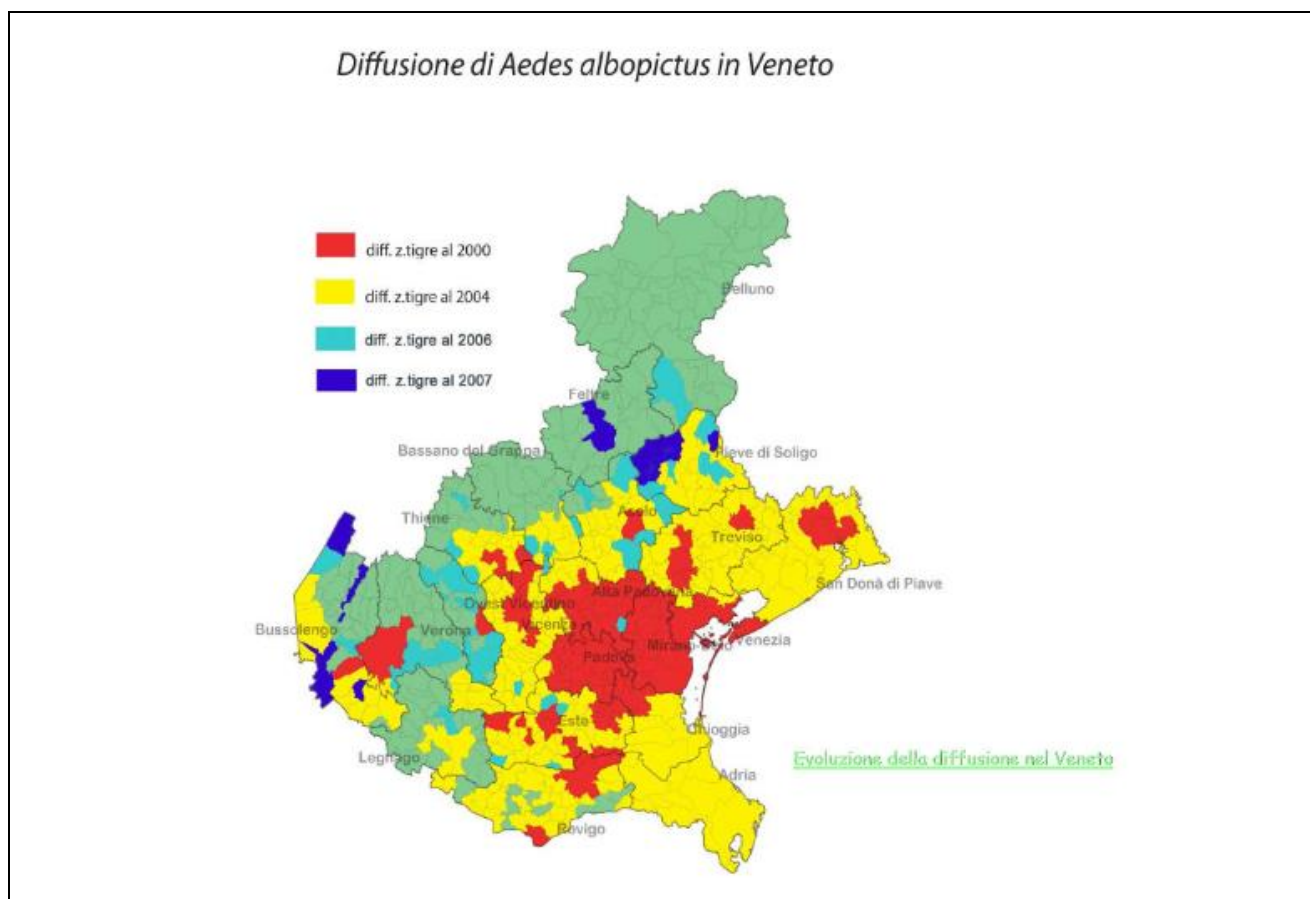 Diffusione di Aedes albopictus in Veneto
diff. z.tigre al 2000
diff. z.tigre al 2004
diff. z.tigre al 2006
diff. z.tigre al 2007
Belluno
Feltre
Bassano del Grappa
Pieve di Soligo
Thiene
Asolo
Treviso
San Donà di Piave
Alta Padovana
Ovest Vicentino
Vicenza
Bussolengo
Verona
Venezia
Padova
Este
Chioggia
Legnago
Adria
Evoluzione della diffusione nel Veneto
Rovigo